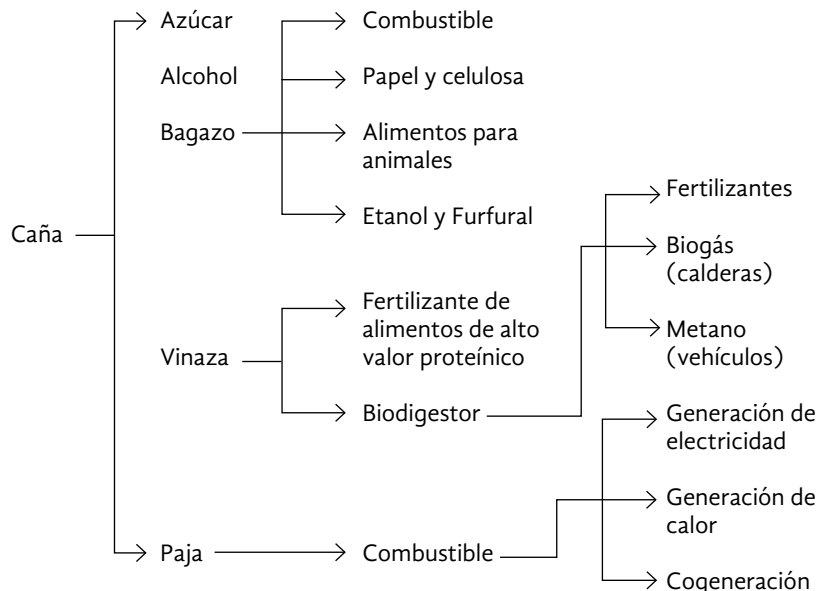 Azúcar
Combustible
Alcohol
Papel y celulosa
Bagazo
Alimentos para
animales
Fertilizantes
Etanol y Furfural
Caña
Biogás
(calderas)
Fertilizante de
alimentos de alto
valor proteínico
Metano
(vehículos)
Vinaza
Biodigestor
Generación de
electricidad
Generación de
calor
Paja
Combustible
Cogeneración